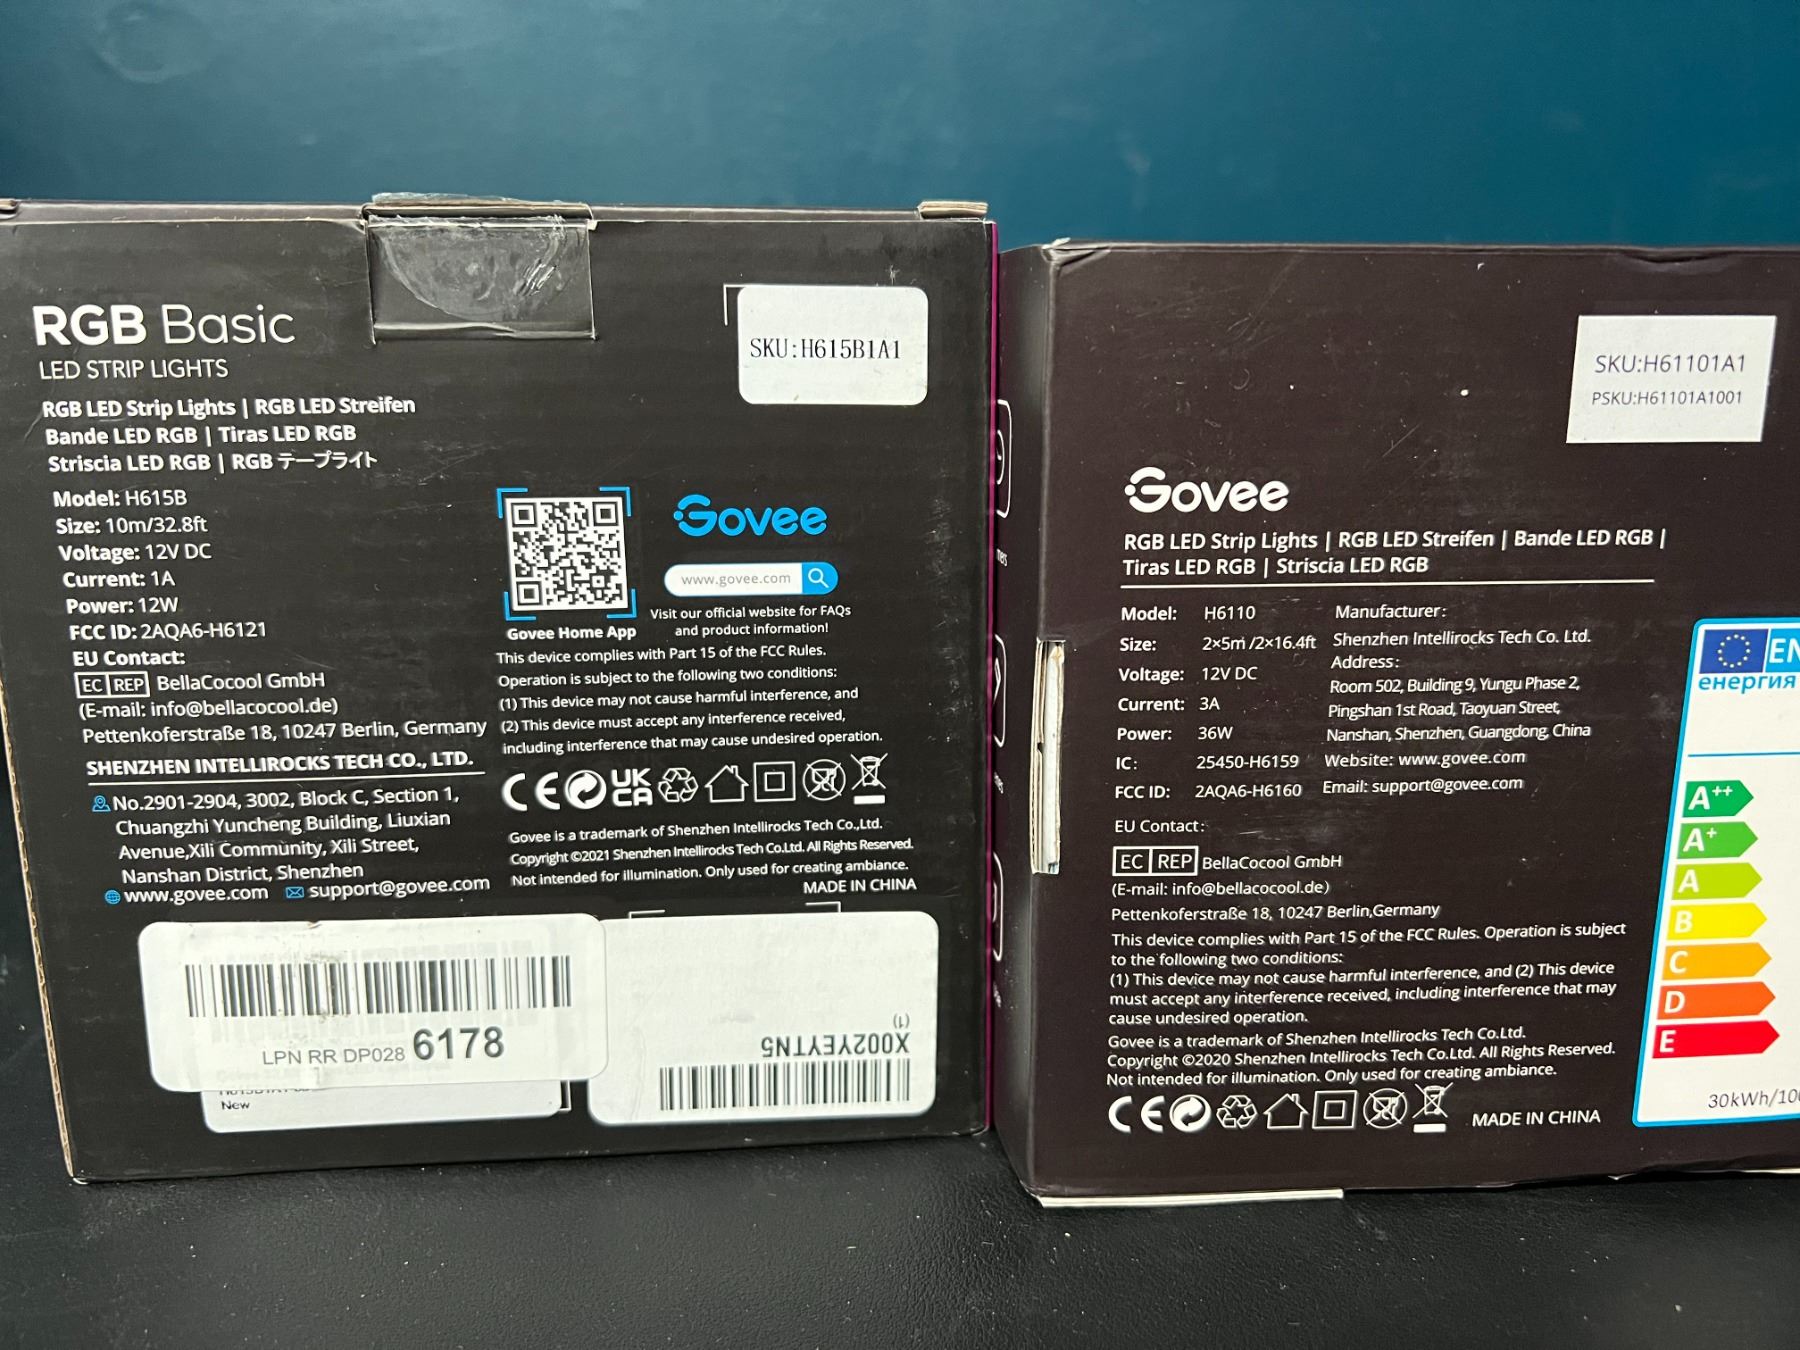 RGB Basic
LED STRIP LIGHTS
RGB LED Strip Lights | RGB LED Streifen
Bande LED RGB | Tiras LED RGB
Striscia LED RGB | RGB テープライト
Model: H615B
Size: 10m/32.8ft
Voltage: 12V DC
Current: 1A
Power: 12W
FCC ID: 2AQA6-H6121
EU Contact:
EC REP BellaCocool GmbH
(E-mail: info@bellacocool.de)
Pettenkoferstraße 18, 10247 Berlin, Germany
SHENZHEN INTELLIROCKS TECH CO., LTD.
No.2901-2904, 3002, Block C, Section 1,
Chuangzhi Yuncheng Building, Liuxian
Avenue,Xili Community, Xili Street,
Nanshan District, Shenzhen
www.govee.com support@govee.com
SKU:H615B1A1
Govee
www.govee.com
Visit our official website for FAQs
and product information!
Govee Home App
This device complies with Part 15 of the FCC Rules.
Operation is subject to the following two conditions:
(1) This device may not cause harmful interference, and
(2) This device must accept any interference received,
including interference that may cause undesired operation.
CE UK CA
Govee is a trademark of Shenzhen Intellirocks Tech Co.,Ltd.
Copyright ©2021 Shenzhen Intellirocks Tech Co.Ltd. All Rights Reserved.
Not intended for illumination. Only used for creating ambiance.
MADE IN CHINA
LPN RR DP028 6178
New
X002YEYTN5
(1)
SKU:H61101A1
PSKU:H61101A1001
Govee
RGB LED Strip Lights | RGB LED Streifen | Bande LED RGB |
Tiras LED RGB | Striscia LED RGB
Model: H6110
Size: 2×5m /2×16.4ft
Voltage: 12V DC
Current: 3A
Power: 36W
IC: 25450-H6159
FCC ID: 2AQA6-H6160
Manufacturer:
Shenzhen Intellirocks Tech Co. Ltd.
Address:
Room 502, Building 9, Yungu Phase 2,
Pingshan 1st Road, Taoyuan Street,
Nanshan, Shenzhen, Guangdong, China
Website: www.govee.com
Email: support@govee.com
EU Contact:
EC REP BellaCocool GmbH
(E-mail: info@bellacocool.de)
Pettenkoferstraße 18, 10247 Berlin,Germany
This device complies with Part 15 of the FCC Rules. Operation is subject
to the following two conditions:
(1) This device may not cause harmful interference, and (2) This device
must accept any interference received, including interference that may
cause undesired operation.
Govee is a trademark of Shenzhen Intellirocks Tech Co.Ltd.
Copyright ©2020 Shenzhen Intellirocks Tech Co.Ltd. All Rights Reserved.
Not intended for illumination. Only used for creating ambiance.
CE MADE IN CHINA
EN
енергия
A++
A+
A
B
C
D
E
30kWh/100